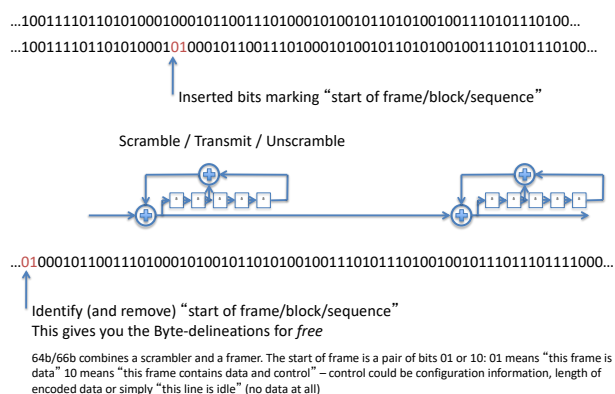 ...10011110110101000100010110011101000101001011010100100111010101110100...
...1001111011010100010100010110011101000101001011010100100111010101110100...
Inserted bits marking “start of frame/block/sequence”
Scramble / Transmit / Unscramble
...0100010110011101000101001011010100100111010111010010010111011101111000...
Identify (and remove) “start of frame/block/sequence”
This gives you the Byte-delineations for free
64b/66b combines a scrambler and a framer. The start of frame is a pair of bits 01 or 10: 01 means “this frame is
data” 10 means “this frame contains data and control” – control could be configuration information, length of
encoded data or simply “this line is idle” (no data at all)